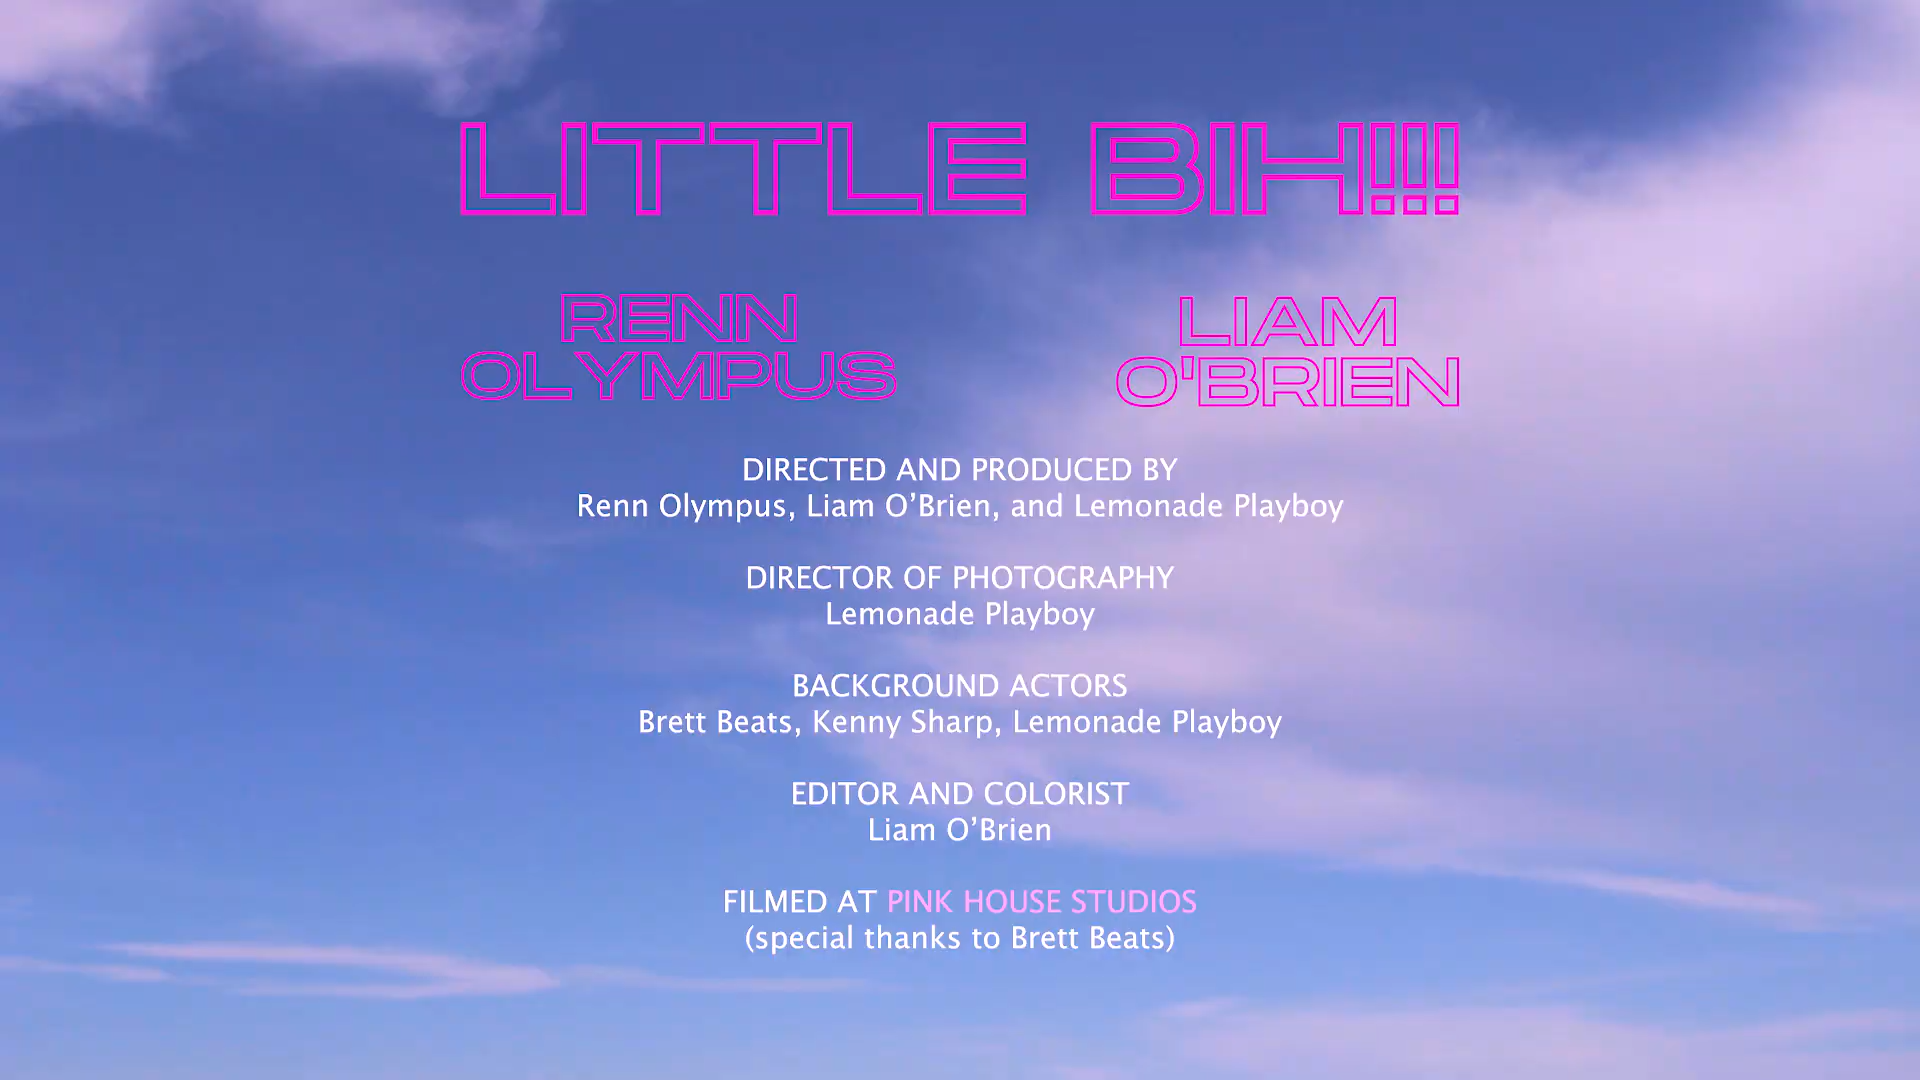 LITTLE BIH!!!
RENN
OLYMPUS
LIAM
O'BRIEN
DIRECTED AND PRODUCED BY
Renn Olympus, Liam O’Brien, and Lemonade Playboy
DIRECTOR OF PHOTOGRAPHY
Lemonade Playboy
BACKGROUND ACTORS
Brett Beats, Kenny Sharp, Lemonade Playboy
EDITOR AND COLORIST
Liam O’Brien
FILMED AT PINK HOUSE STUDIOS
(special thanks to Brett Beats)